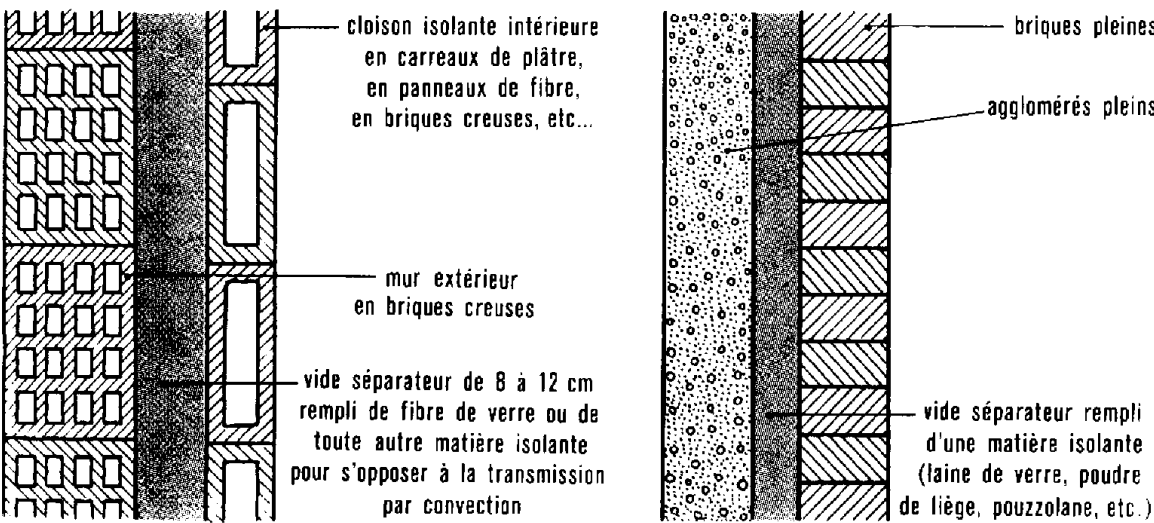 cloison isolante intérieure
en carreaux de plâtre,
en panneaux de fibre,
en briques creuses, etc...
mur extérieur
en briques creuses
vide séparateur de 8 à 12 cm
rempli de fibre de verre ou de
toute autre matière isolante
pour s'opposer à la transmission
par convection
briques pleines
agglomérés pleins
vide séparateur rempli
d'une matière isolante
(laine de verre, poudre
de liège, pouzzolane, etc.)